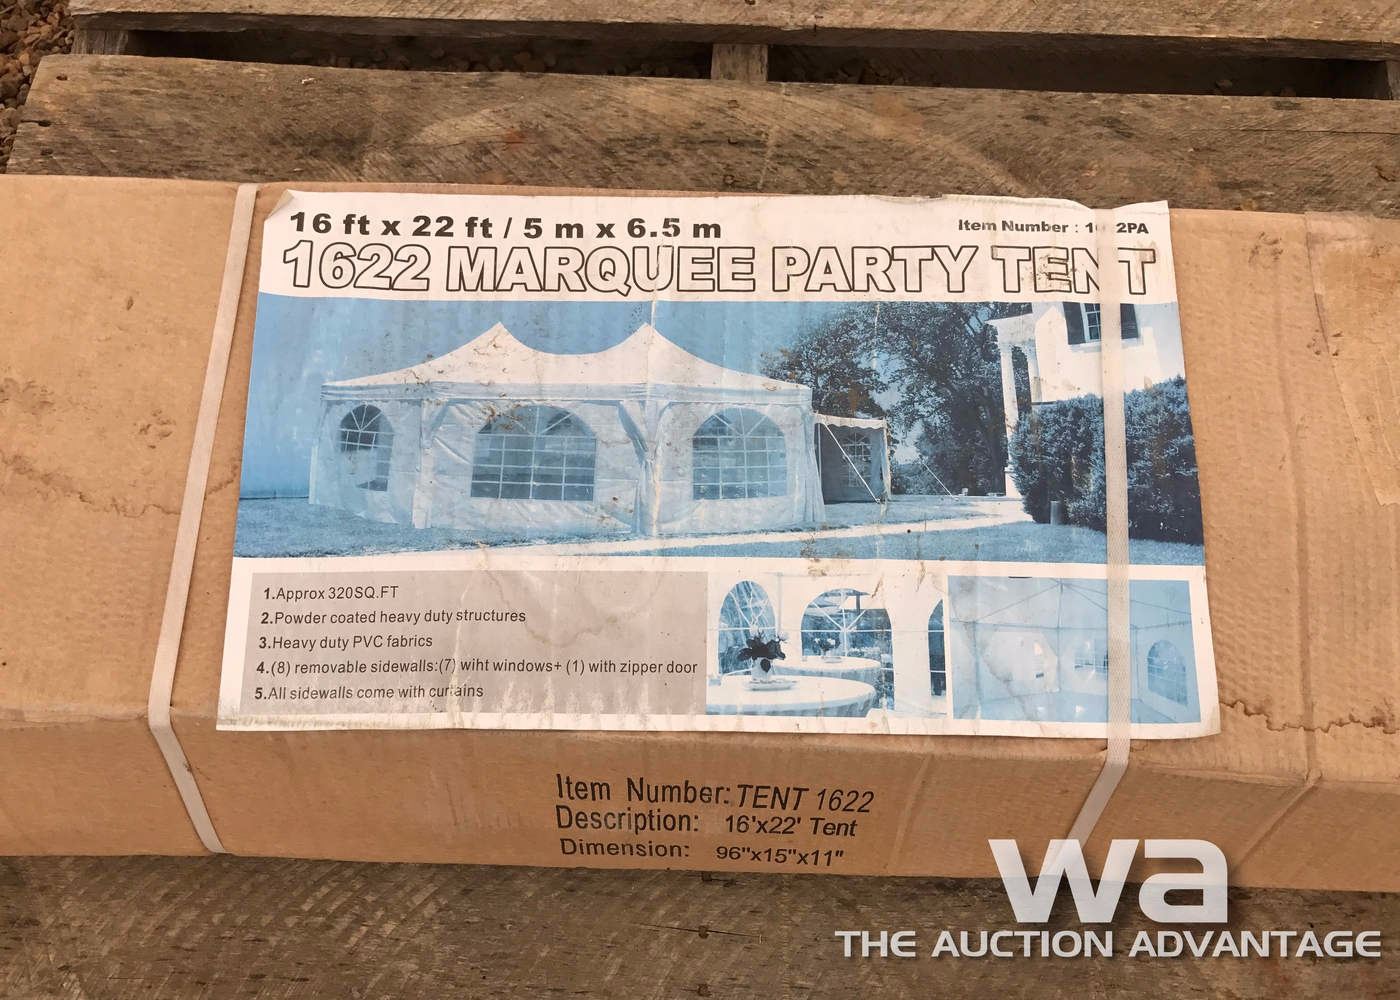 16 ft x 22 ft / 5 m x 6.5 m
Item Number :
1622 MARQUEE PARTY TENT
1.Approx 320SQ.FT
2.Powder coated heavy duty structures
3.Heavy duty PVC fabrics
4.(8) removable sidewalls:(7) wiht windows+ (1) with zipper door
5.All sidewalls come with curtains
Item Number: TENT 1622
Description: 16'x22' Tent
Dimension: 96"x15"x11"
wa
THE AUCTION ADVANTAGE